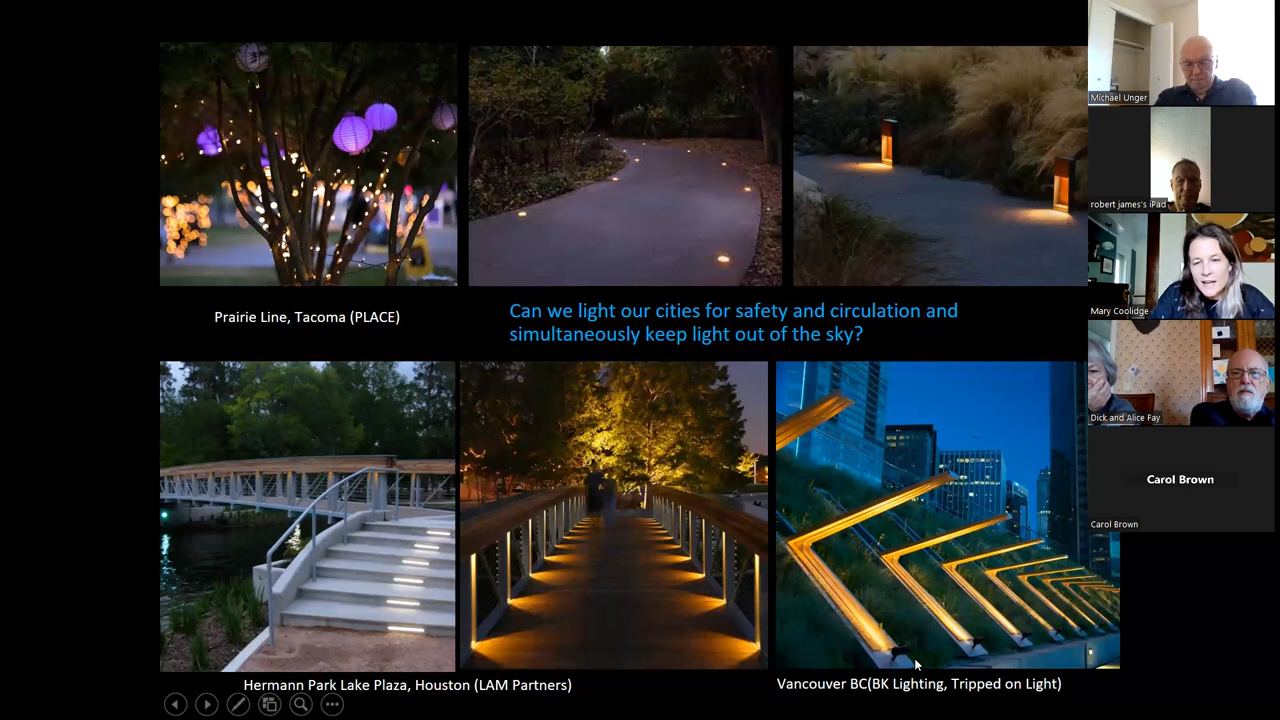 Prairie Line, Tacoma (PLACE)
Can we light our cities for safety and circulation and
simultaneously keep light out of the sky?
Hermann Park Lake Plaza, Houston (LAM Partners)
Vancouver BC(BK Lighting, Tripped on Light)
Michael Unger
robert james's iPad
Mary Coolidge
Dick and Alice Fay
Carol Brown
Carol Brown